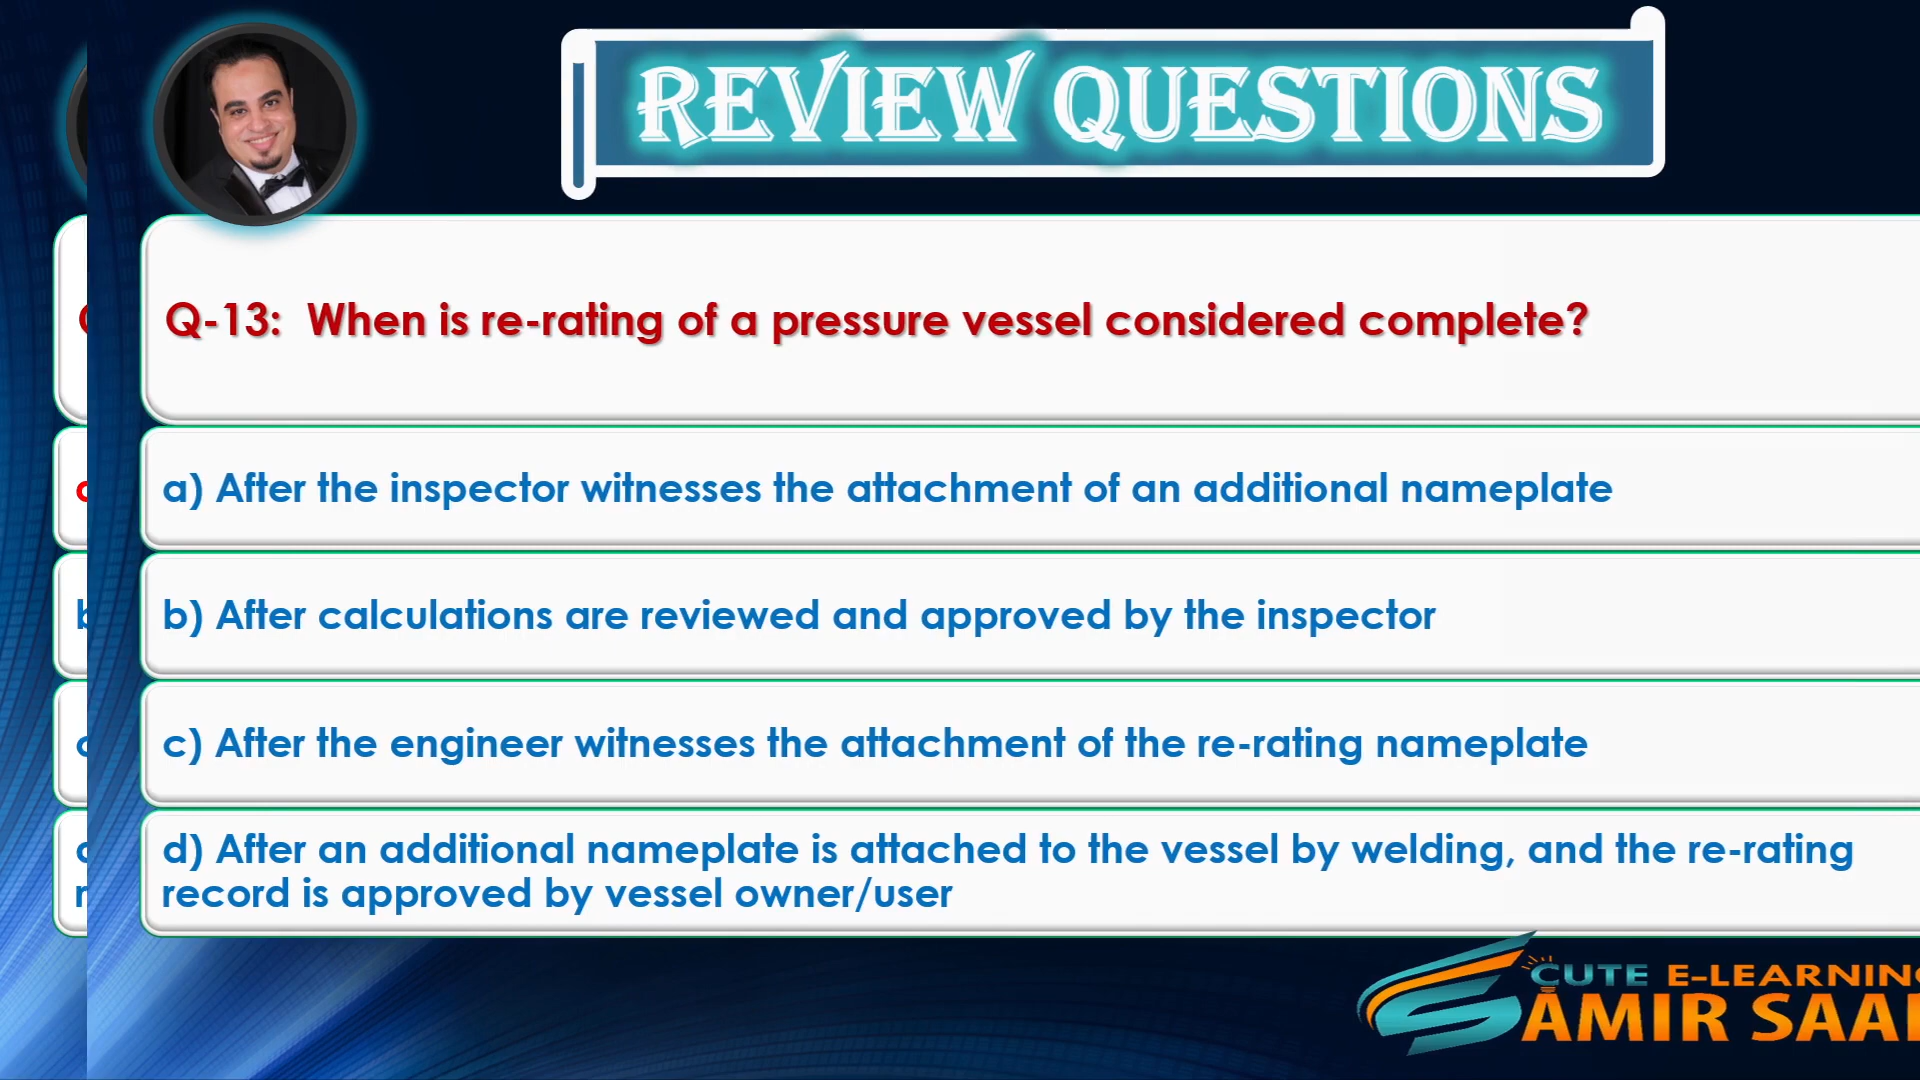 REVIEW QUESTIONS
Q-13: When is re-rating of a pressure vessel considered complete?
a) After the inspector witnesses the attachment of an additional nameplate
b) After calculations are reviewed and approved by the inspector
c) After the engineer witnesses the attachment of the re-rating nameplate
d) After an additional nameplate is attached to the vessel by welding, and the re-rating
record is approved by vessel owner/user
CUTE E-LEARNING
AMIR SAA